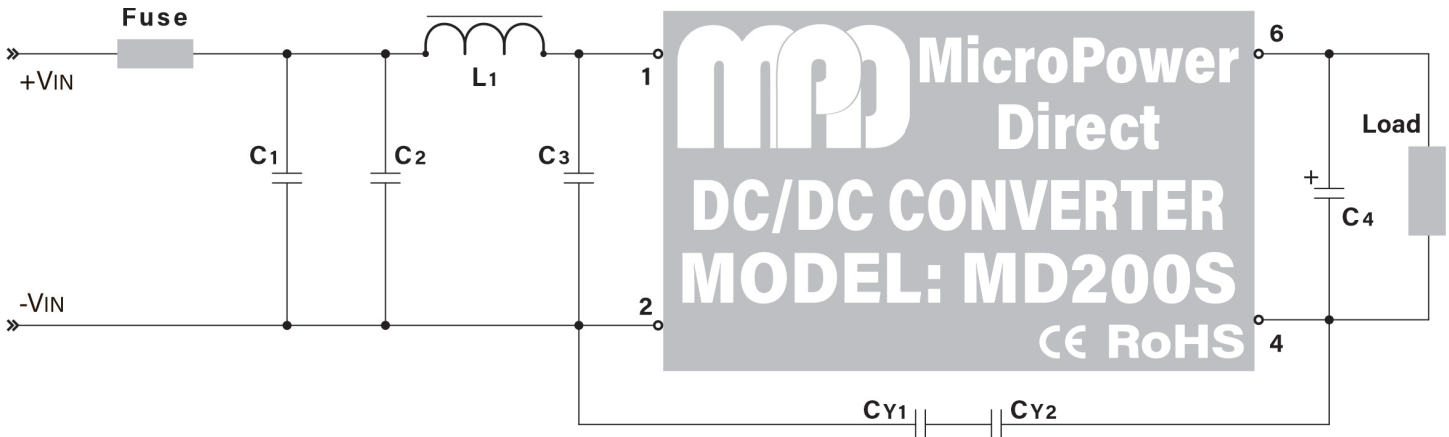 Fuse
+VIN
L1
C1
C2
C3
1
2
-VIN
MPD
MicroPower
Direct
DC/DC CONVERTER
MODEL: MD200S
CE RoHS
6
4
+
C4
Load
CY1
CY2